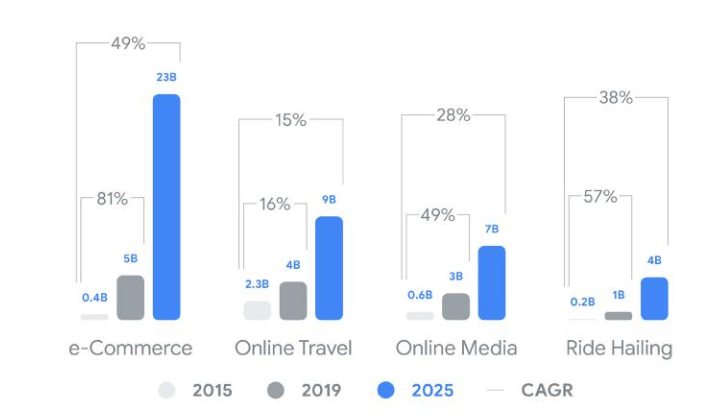 49%
23B
81%
5B
0.4B
e-Commerce
15%
9B
16%
4B
2.3B
Online Travel
28%
7B
49%
3B
0.6B
Online Media
38%
4B
57%
1B
0.2B
Ride Hailing
2015 2019 2025 CAGR